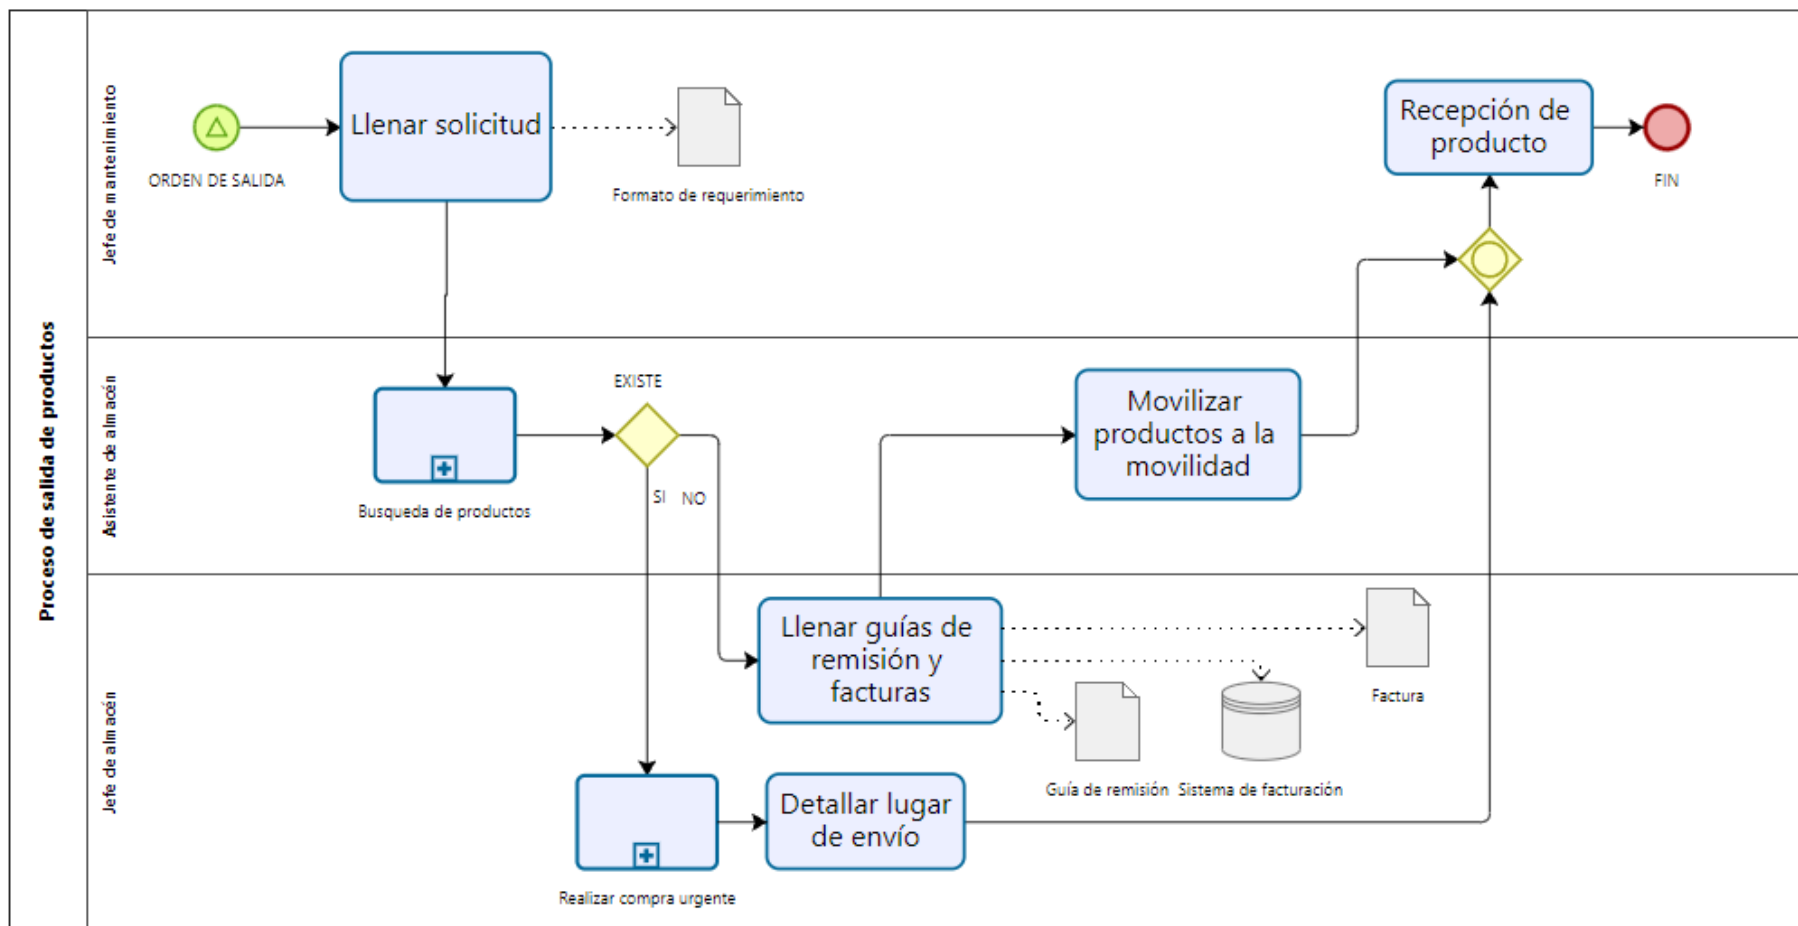 Proceso de salida de productos
Jefe de mantenimiento
ORDEN DE SALIDA
Llenar solicitud
Formato de requerimiento
Recepción de
producto
FIN
Asistente de almacén
Busqueda de productos
EXISTE
SI
NO
Movilizar
productos a la
movilidad
Jefe de almacén
Llenar guías de
remisión y
facturas
Factura
Guía de remisión
Sistema de facturación
Realizar compra urgente
Detallar lugar
de envío